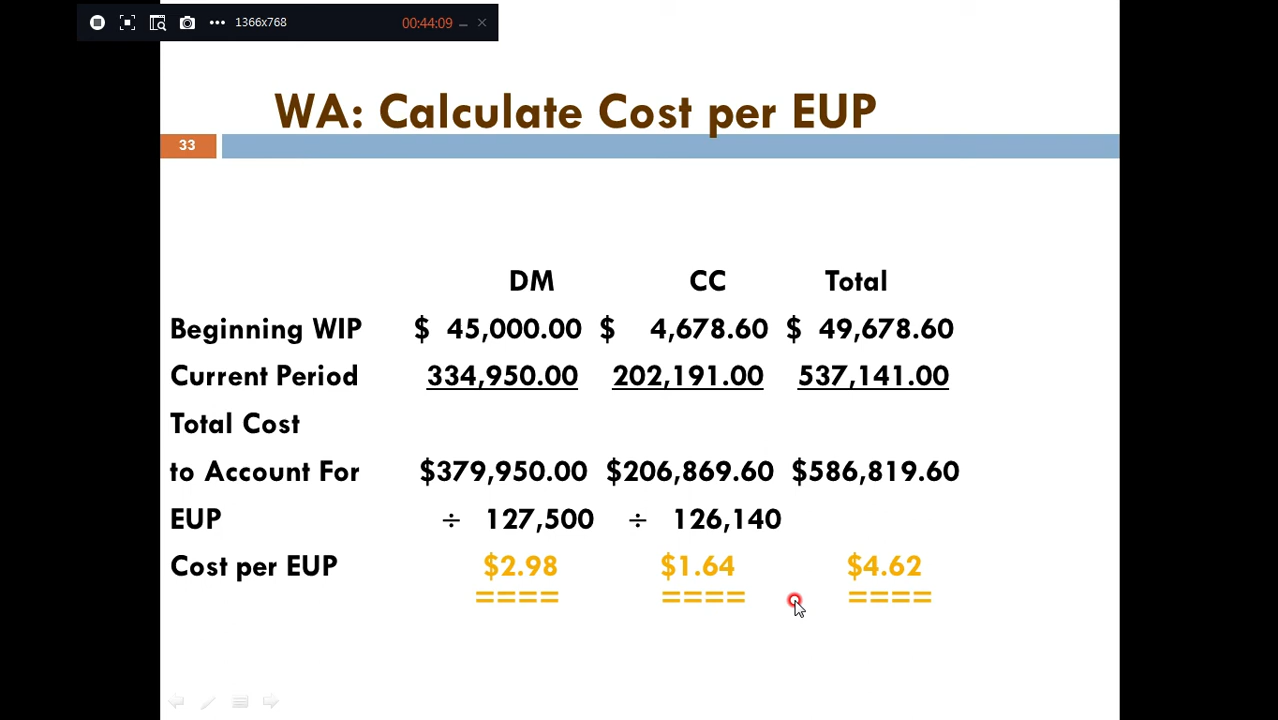 1366x768 00:44:09
WA: Calculate Cost per EUP
33
DM CC Total
Beginning WIP $ 45,000.00 $ 4,678.60 $ 49,678.60
Current Period 334,950.00 202,191.00 537,141.00
Total Cost
to Account For $379,950.00 $206,869.60 $586,819.60
EUP ÷ 127,500 ÷ 126,140
Cost per EUP $2.98 $1.64 $4.62
==== ==== ====